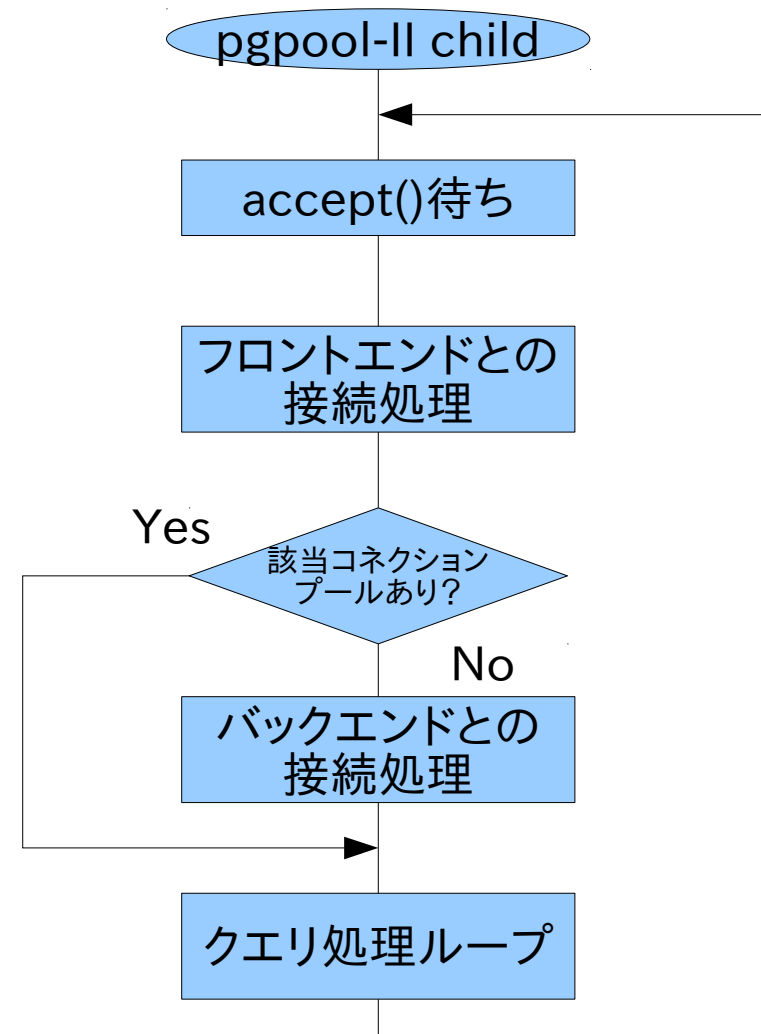 pgpool-II child
accept()待ち
フロントエンドとの
接続処理
Yes
該当コネクション
プールあり?
No
バックエンドとの
接続処理
クエリ処理ループ